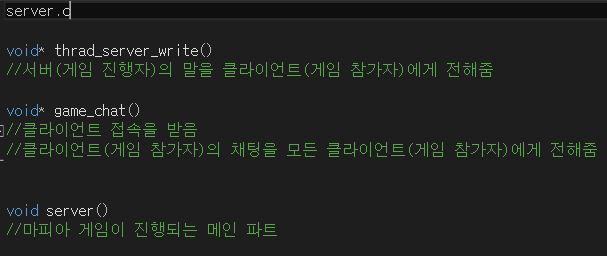 server.c
void* thrad_server_write()
//서버(게임 진행자)의 말을 클라이언트(게임 참가자)에게 전해줌
void* game_chat()
//클라이언트 접속을 받음
//클라이언트(게임 참가자)의 채팅을 모든 클라이언트(게임 참가자)에게 전해줌
void server()
//마피아 게임이 진행되는 메인 파트